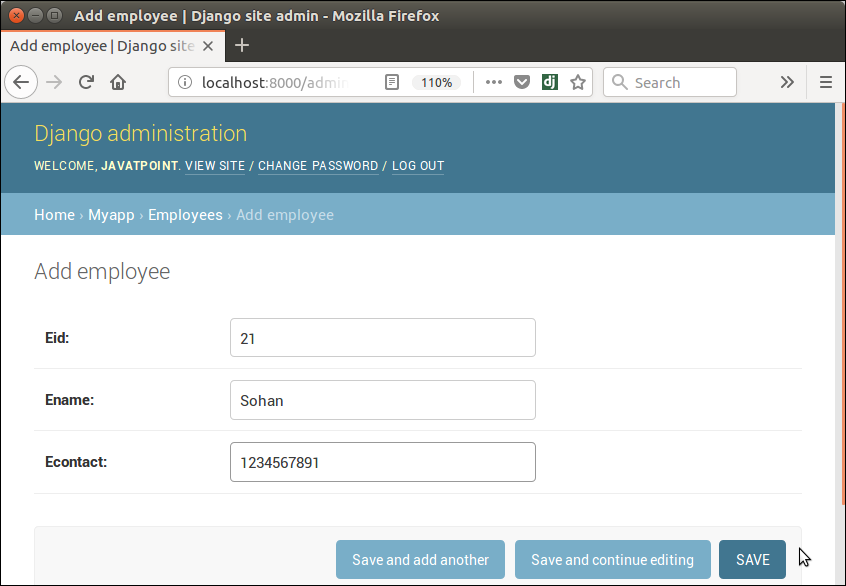 Add employee | Django site admin - Mozilla Firefox
Add employee | Django site
localhost:8000/admin
110%
dj
Search
Django administration
WELCOME, JAVATPOINT. VIEW SITE / CHANGE PASSWORD / LOG OUT
Home › Myapp › Employees › Add employee
Add employee
Eid: 21
Ename: Sohan
Econtact: 1234567891
Save and add another Save and continue editing SAVE